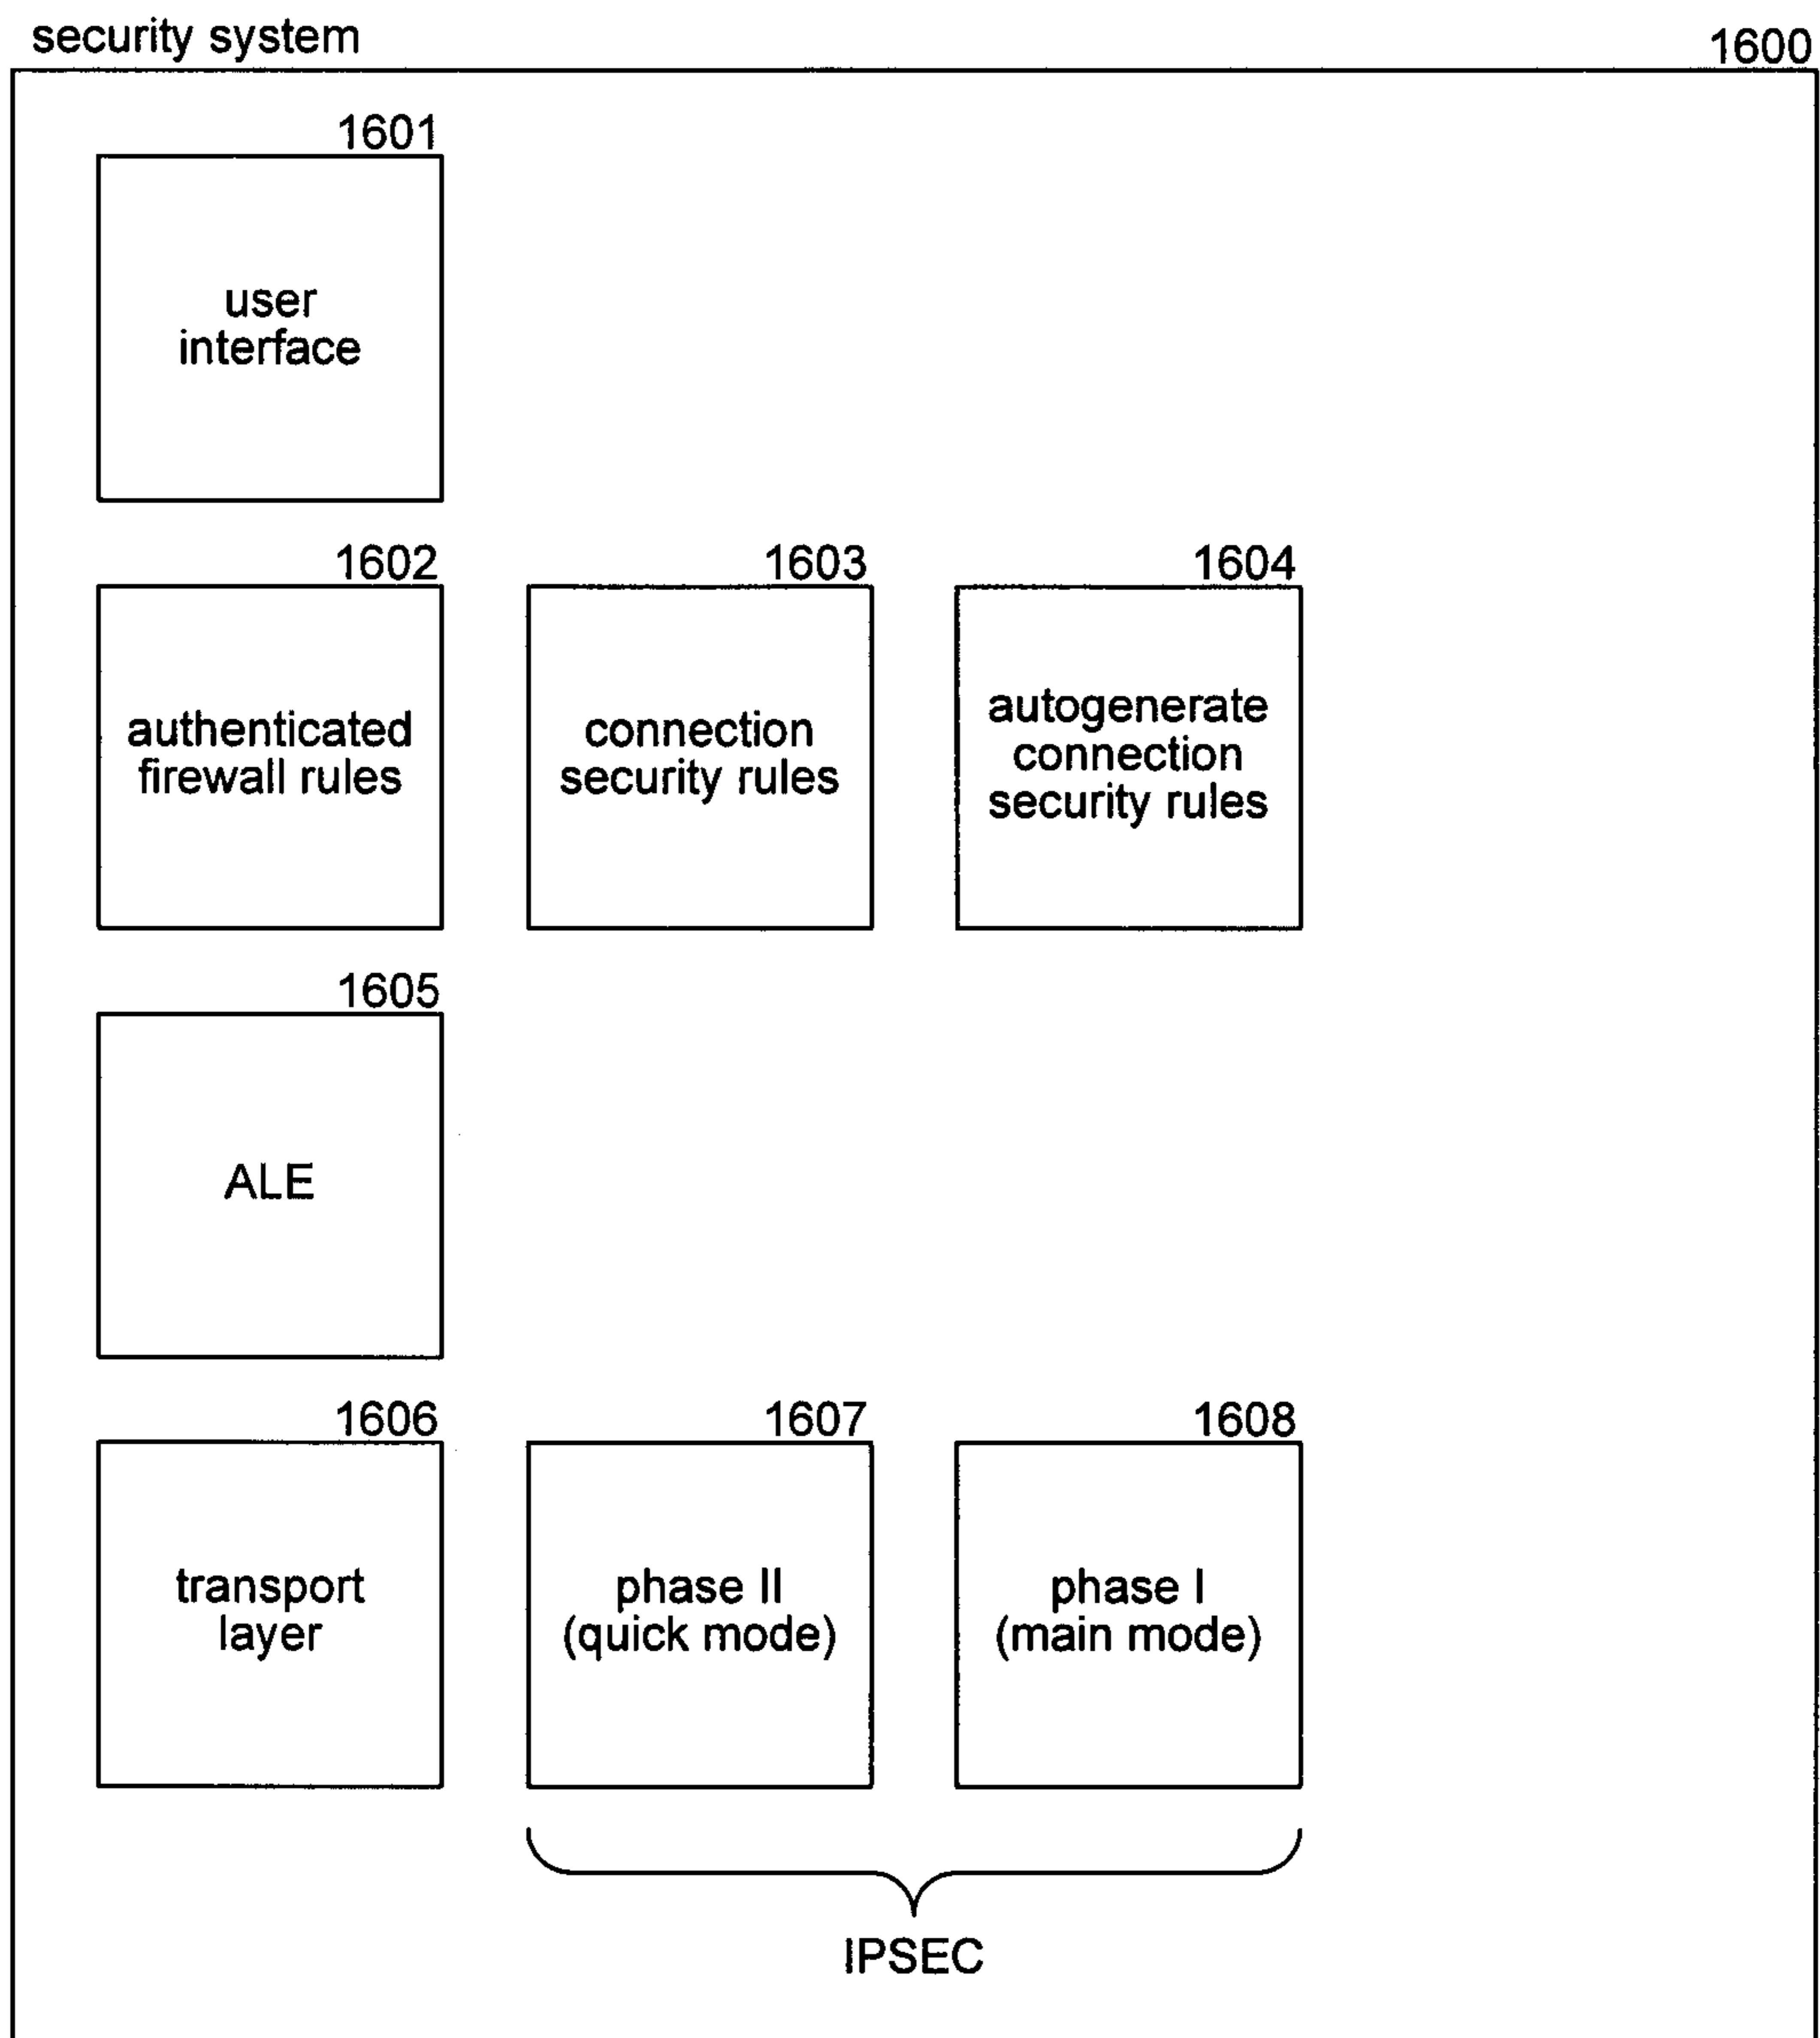 security system
1600
1601
user
interface
1602
1603
1604
authenticated
firewall rules
connection
security rules
autogenerate
connection
security rules
1605
ALE
1606
1607
1608
transport
layer
phase II
(quick mode)
phase I
(main mode)
IPSEC